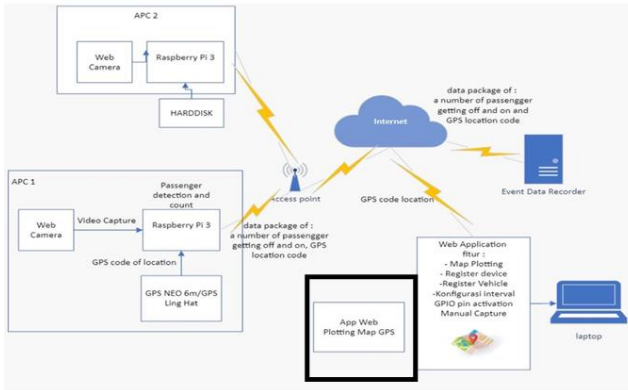 APC 2
Web
Camera
Raspberry Pi 3
HARDDISK
data package of :
a number of passengger
getting off and on and
GPS location code
Internet
Event Data Recorder
Access point
GPS code location
APC 1
Passenger
detection and
count
Web
Camera
Video Capture
Raspberry Pi 3
GPS code of location
GPS NEO 6m/GPS
Ling Hat
data package of :
a number of passengger
getting off and on, GPS
location code
App Web
Plotting Map GPS
Web Application
fitur :
- Map Plotting
- Register device
-Register Vehicle
-Konfigurasi interval
GPIO pin activation
Manual Capture
laptop